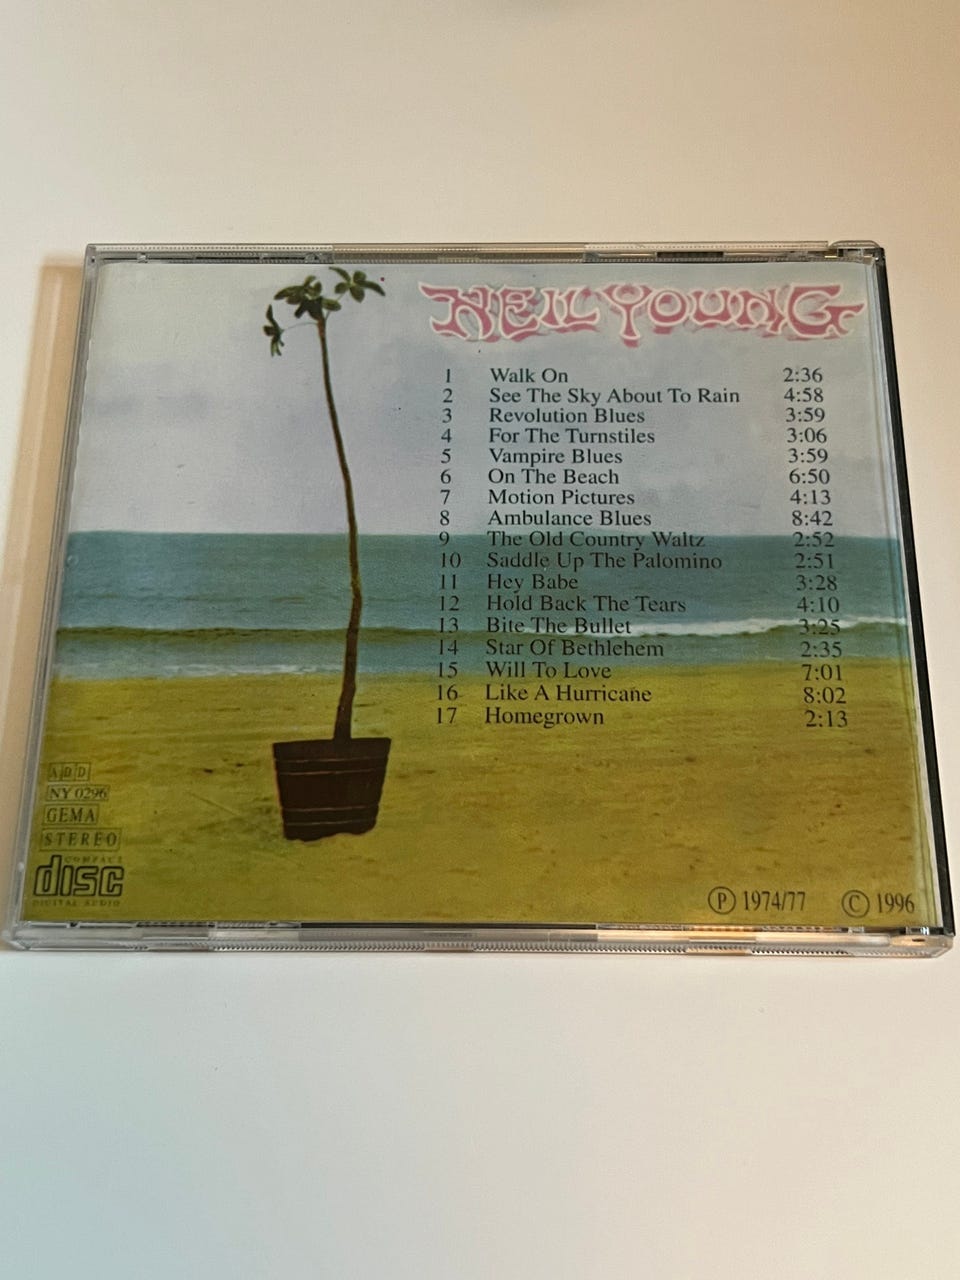 NEIL YOUNG
1 Walk On 2:36
2 See The Sky About To Rain 4:58
3 Revolution Blues 3:59
4 For The Turnstiles 3:06
5 Vampire Blues 3:59
6 On The Beach 6:50
7 Motion Pictures 4:13
8 Ambulance Blues 8:42
9 The Old Country Waltz 2:52
10 Saddle Up The Palomino 2:51
11 Hey Babe 3:28
12 Hold Back The Tears 4:10
13 Bite The Bullet 3:25
14 Star Of Bethlehem 2:35
15 Will To Love 7:01
16 Like A Hurricane 8:02
17 Homegrown 2:13
ADD
NY 0296
GEMA
STEREO
COMPACT
disc
DIGITAL AUDIO
Ⓟ 1974/77 © 1996